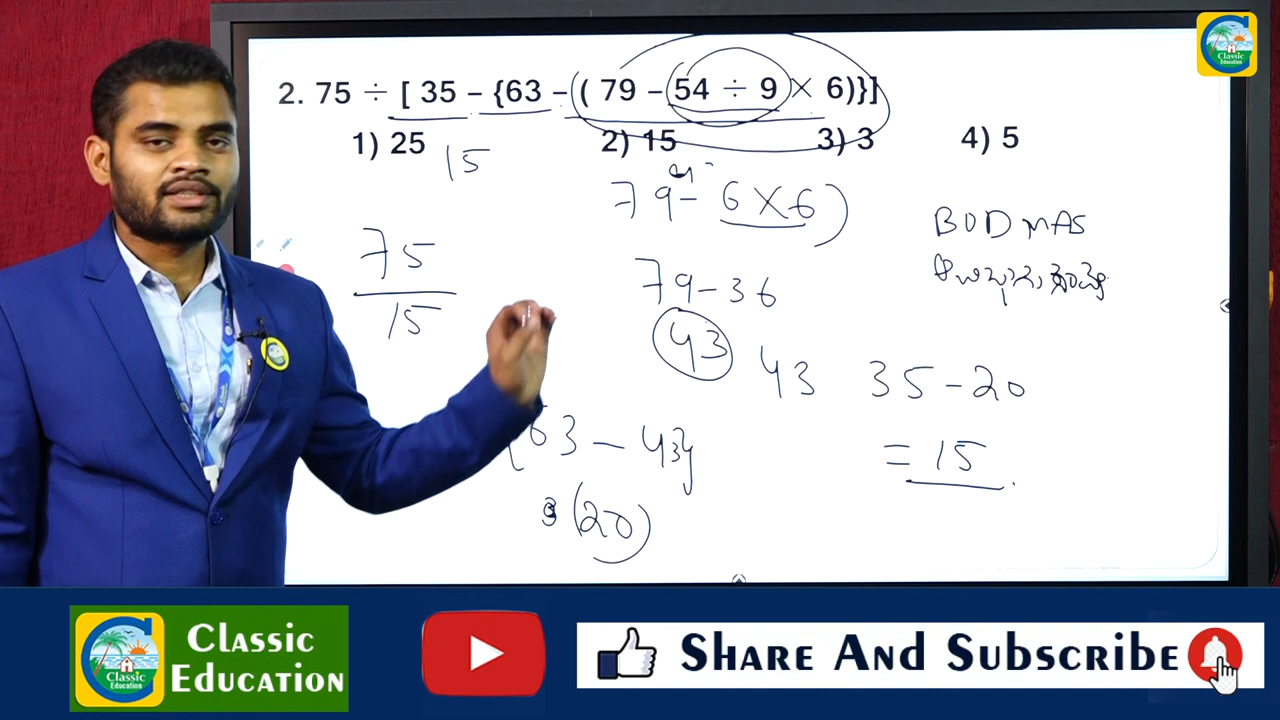 Classic
Education
2. 75 ÷ [ 35 – {63 – ( 79 – 54 ÷ 9 × 6)}]
1) 25 2) 15 3) 3 4) 5
15
79 – 6 × 6)
BODMAS
75
15
79 – 36
43
43
35 – 20
{63 – 43}
= 15
(20)
Classic
Education
Classic
EDUCATION
SHARE AND SUBSCRIBE